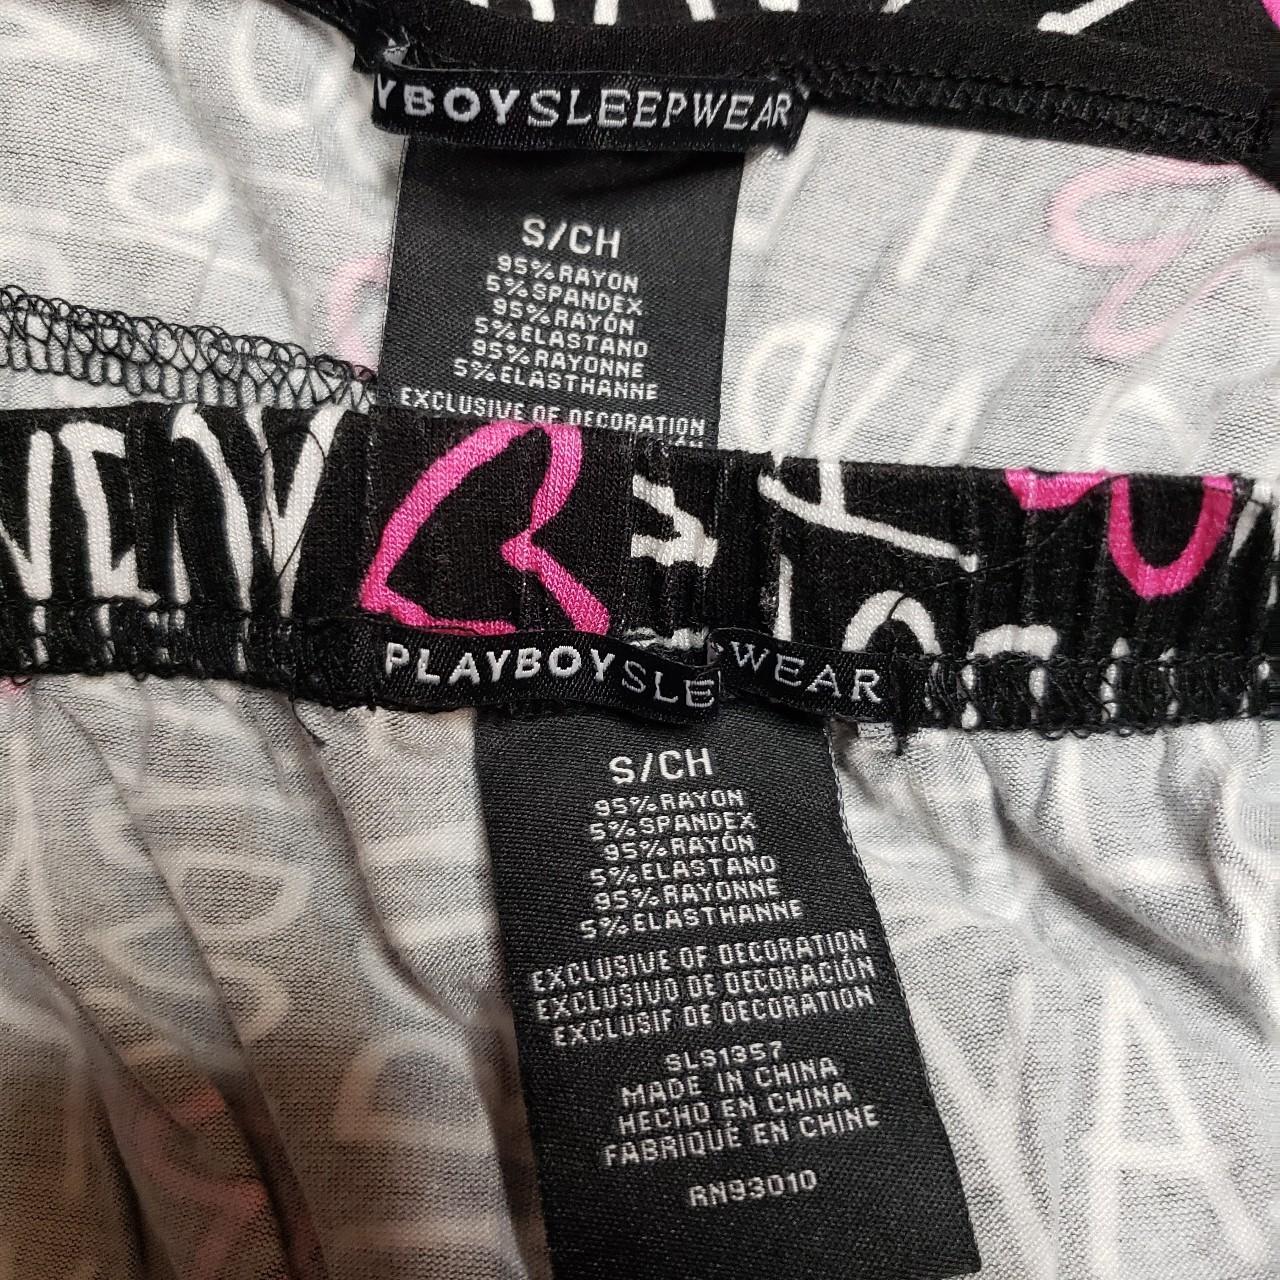 YBOYSLEEPWEAR
S/CH
95% RAYON
5% SPANDEX
95% RAYÓN
5% ELASTANO
95% RAYONNE
5% ELASTHANNE
EXCLUSIVE OF DECORATION
PLAYBOYSLE WEAR
S/CH
95% RAYON
5% SPANDEX
95% RAYÓN
5% ELASTANO
95% RAYONNE
5% ELASTHANNE
EXCLUSIVE OF DECORATION
EXCLUSIVO DE DECORACIÓN
EXCLUSIF DE DECORATION
SLS1357
MADE IN CHINA
HECHO EN CHINA
FABRIQUÉ EN CHINE
RN93010